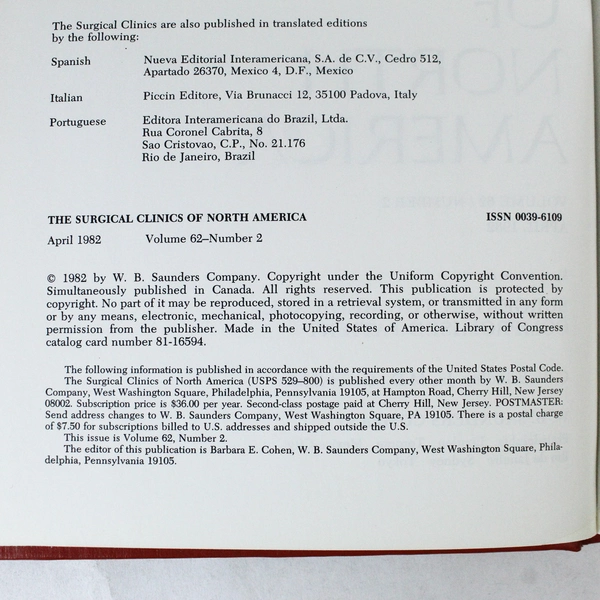 The Surgical Clinics are also published in translated editions
by the following:
Spanish Nueva Editorial Interamericana, S.A. de C.V., Cedro 512,
Apartado 26370, Mexico 4, D.F., Mexico
Italian Piccin Editore, Via Brunacci 12, 35100 Padova, Italy
Portuguese Editora Interamericana do Brazil, Ltda.
Rua Coronel Cabrita, 8
Sao Cristovao, C.P., No. 21.176
Rio de Janeiro, Brazil
THE SURGICAL CLINICS OF NORTH AMERICA ISSN 0039-6109
April 1982 Volume 62–Number 2
© 1982 by W. B. Saunders Company. Copyright under the Uniform Copyright Convention.
Simultaneously published in Canada. All rights reserved. This publication is protected by
copyright. No part of it may be reproduced, stored in a retrieval system, or transmitted in any form
or by any means, electronic, mechanical, photocopying, recording, or otherwise, without written
permission from the publisher. Made in the United States of America. Library of Congress
catalog card number 81-16594.
The following information is published in accordance with the requirements of the United States Postal Code.
The Surgical Clinics of North America (USPS 529–800) is published every other month by W. B. Saunders
Company, West Washington Square, Philadelphia, Pennsylvania 19105, at Hampton Road, Cherry Hill, New Jersey
08002. Subscription price is $36.00 per year. Second-class postage paid at Cherry Hill, New Jersey. POSTMASTER:
Send address changes to W. B. Saunders Company, West Washington Square, PA 19105. There is a postal charge
of $7.50 for subscriptions billed to U.S. addresses and shipped outside the U.S.
This issue is Volume 62, Number 2.
The editor of this publication is Barbara E. Cohen, W. B. Saunders Company, West Washington Square, Phila-
delphia, Pennsylvania 19105.